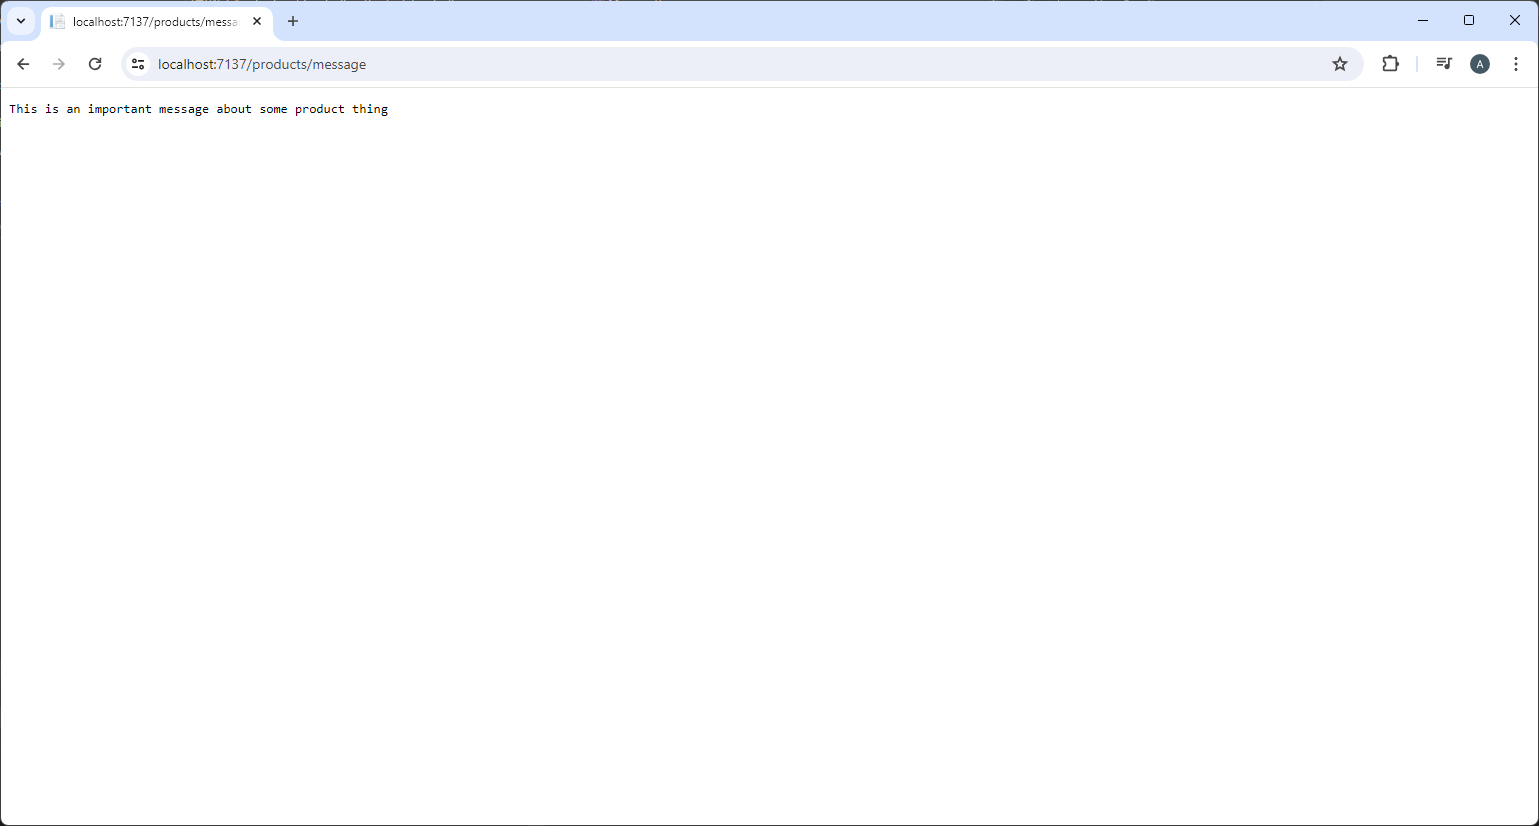 localhost:7137/products/messa
localhost:7137/products/message
A
This is an important message about some product thing